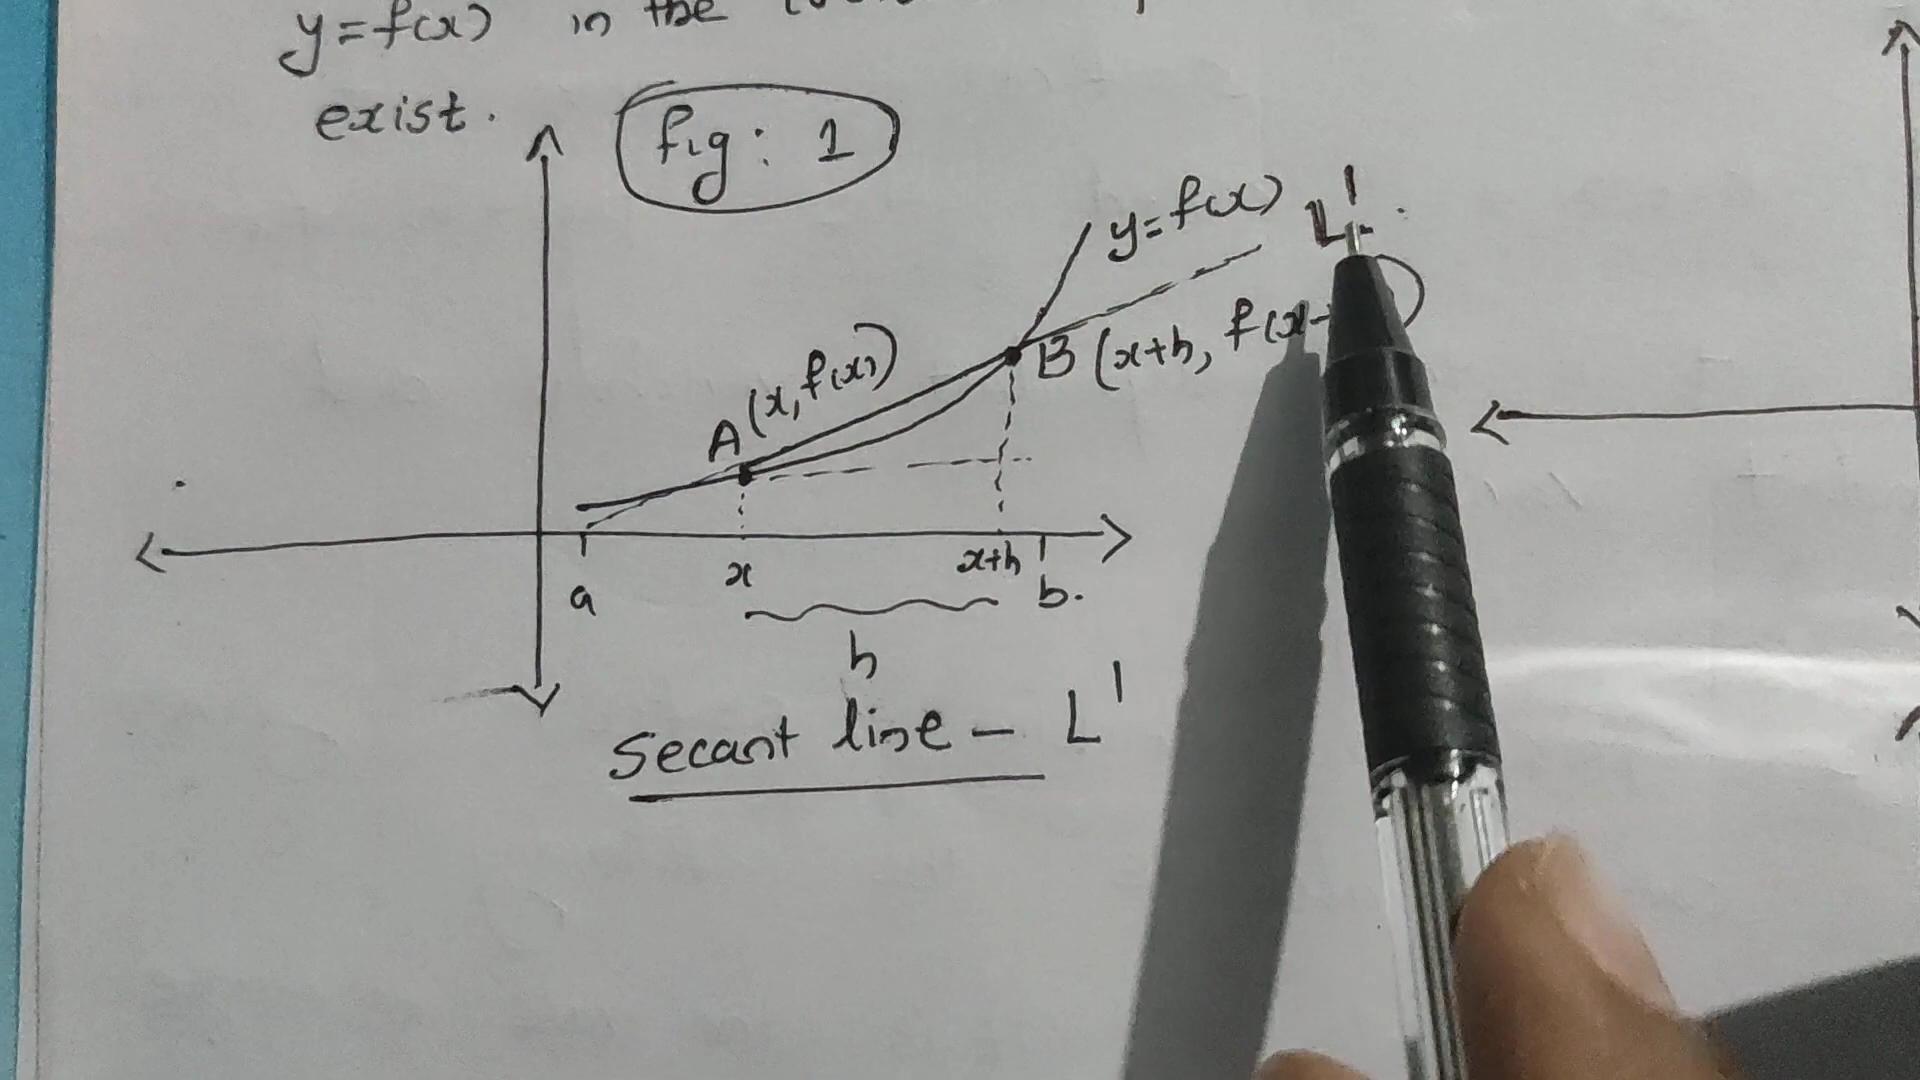 y=f(x) in the
exist.
fig: 1
y=f(x) L'
A(x, f(x))
B(x+h, f(x
x x+h
a b.
h
Secant line - L'